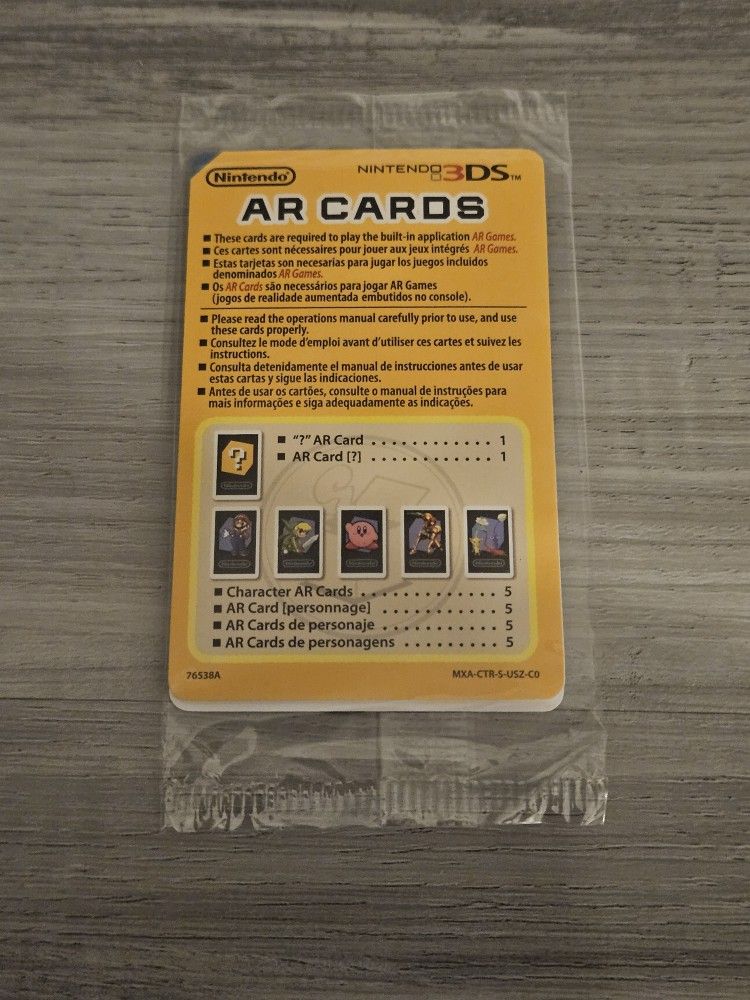 Nintendo
NINTENDO 3DS™
AR CARDS
■ These cards are required to play the built-in application AR Games.
■ Ces cartes sont nécessaires pour jouer aux jeux intégrés AR Games.
■ Estas tarjetas son necesarias para jugar los juegos incluidos
denominados AR Games.
■ Os AR Cards são necessários para jogar AR Games
(jogos de realidade aumentada embutidos no console).
■ Please read the operations manual carefully prior to use, and use
these cards properly.
■ Consultez le mode d'emploi avant d'utiliser ces cartes et suivez les
instructions.
■ Consulta detenidamente el manual de instrucciones antes de usar
estas cartas y sigue las indicaciones.
■ Antes de usar os cartões, consulte o manual de instruções para
mais informações e siga adequadamente as indicações.
?
Nintendo
■ "?" AR Card . . . . . . . . . . . . 1
■ AR Card [?] . . . . . . . . . . . . 1
Nintendo Nintendo Nintendo Nintendo Nintendo
■ Character AR Cards . . . . . . . . . . . . 5
■ AR Card [personnage] . . . . . . . . . . 5
■ AR Cards de personaje . . . . . . . . . . 5
■ AR Cards de personagens . . . . . . . . . 5
76538A
MXA-CTR-S-USZ-C0